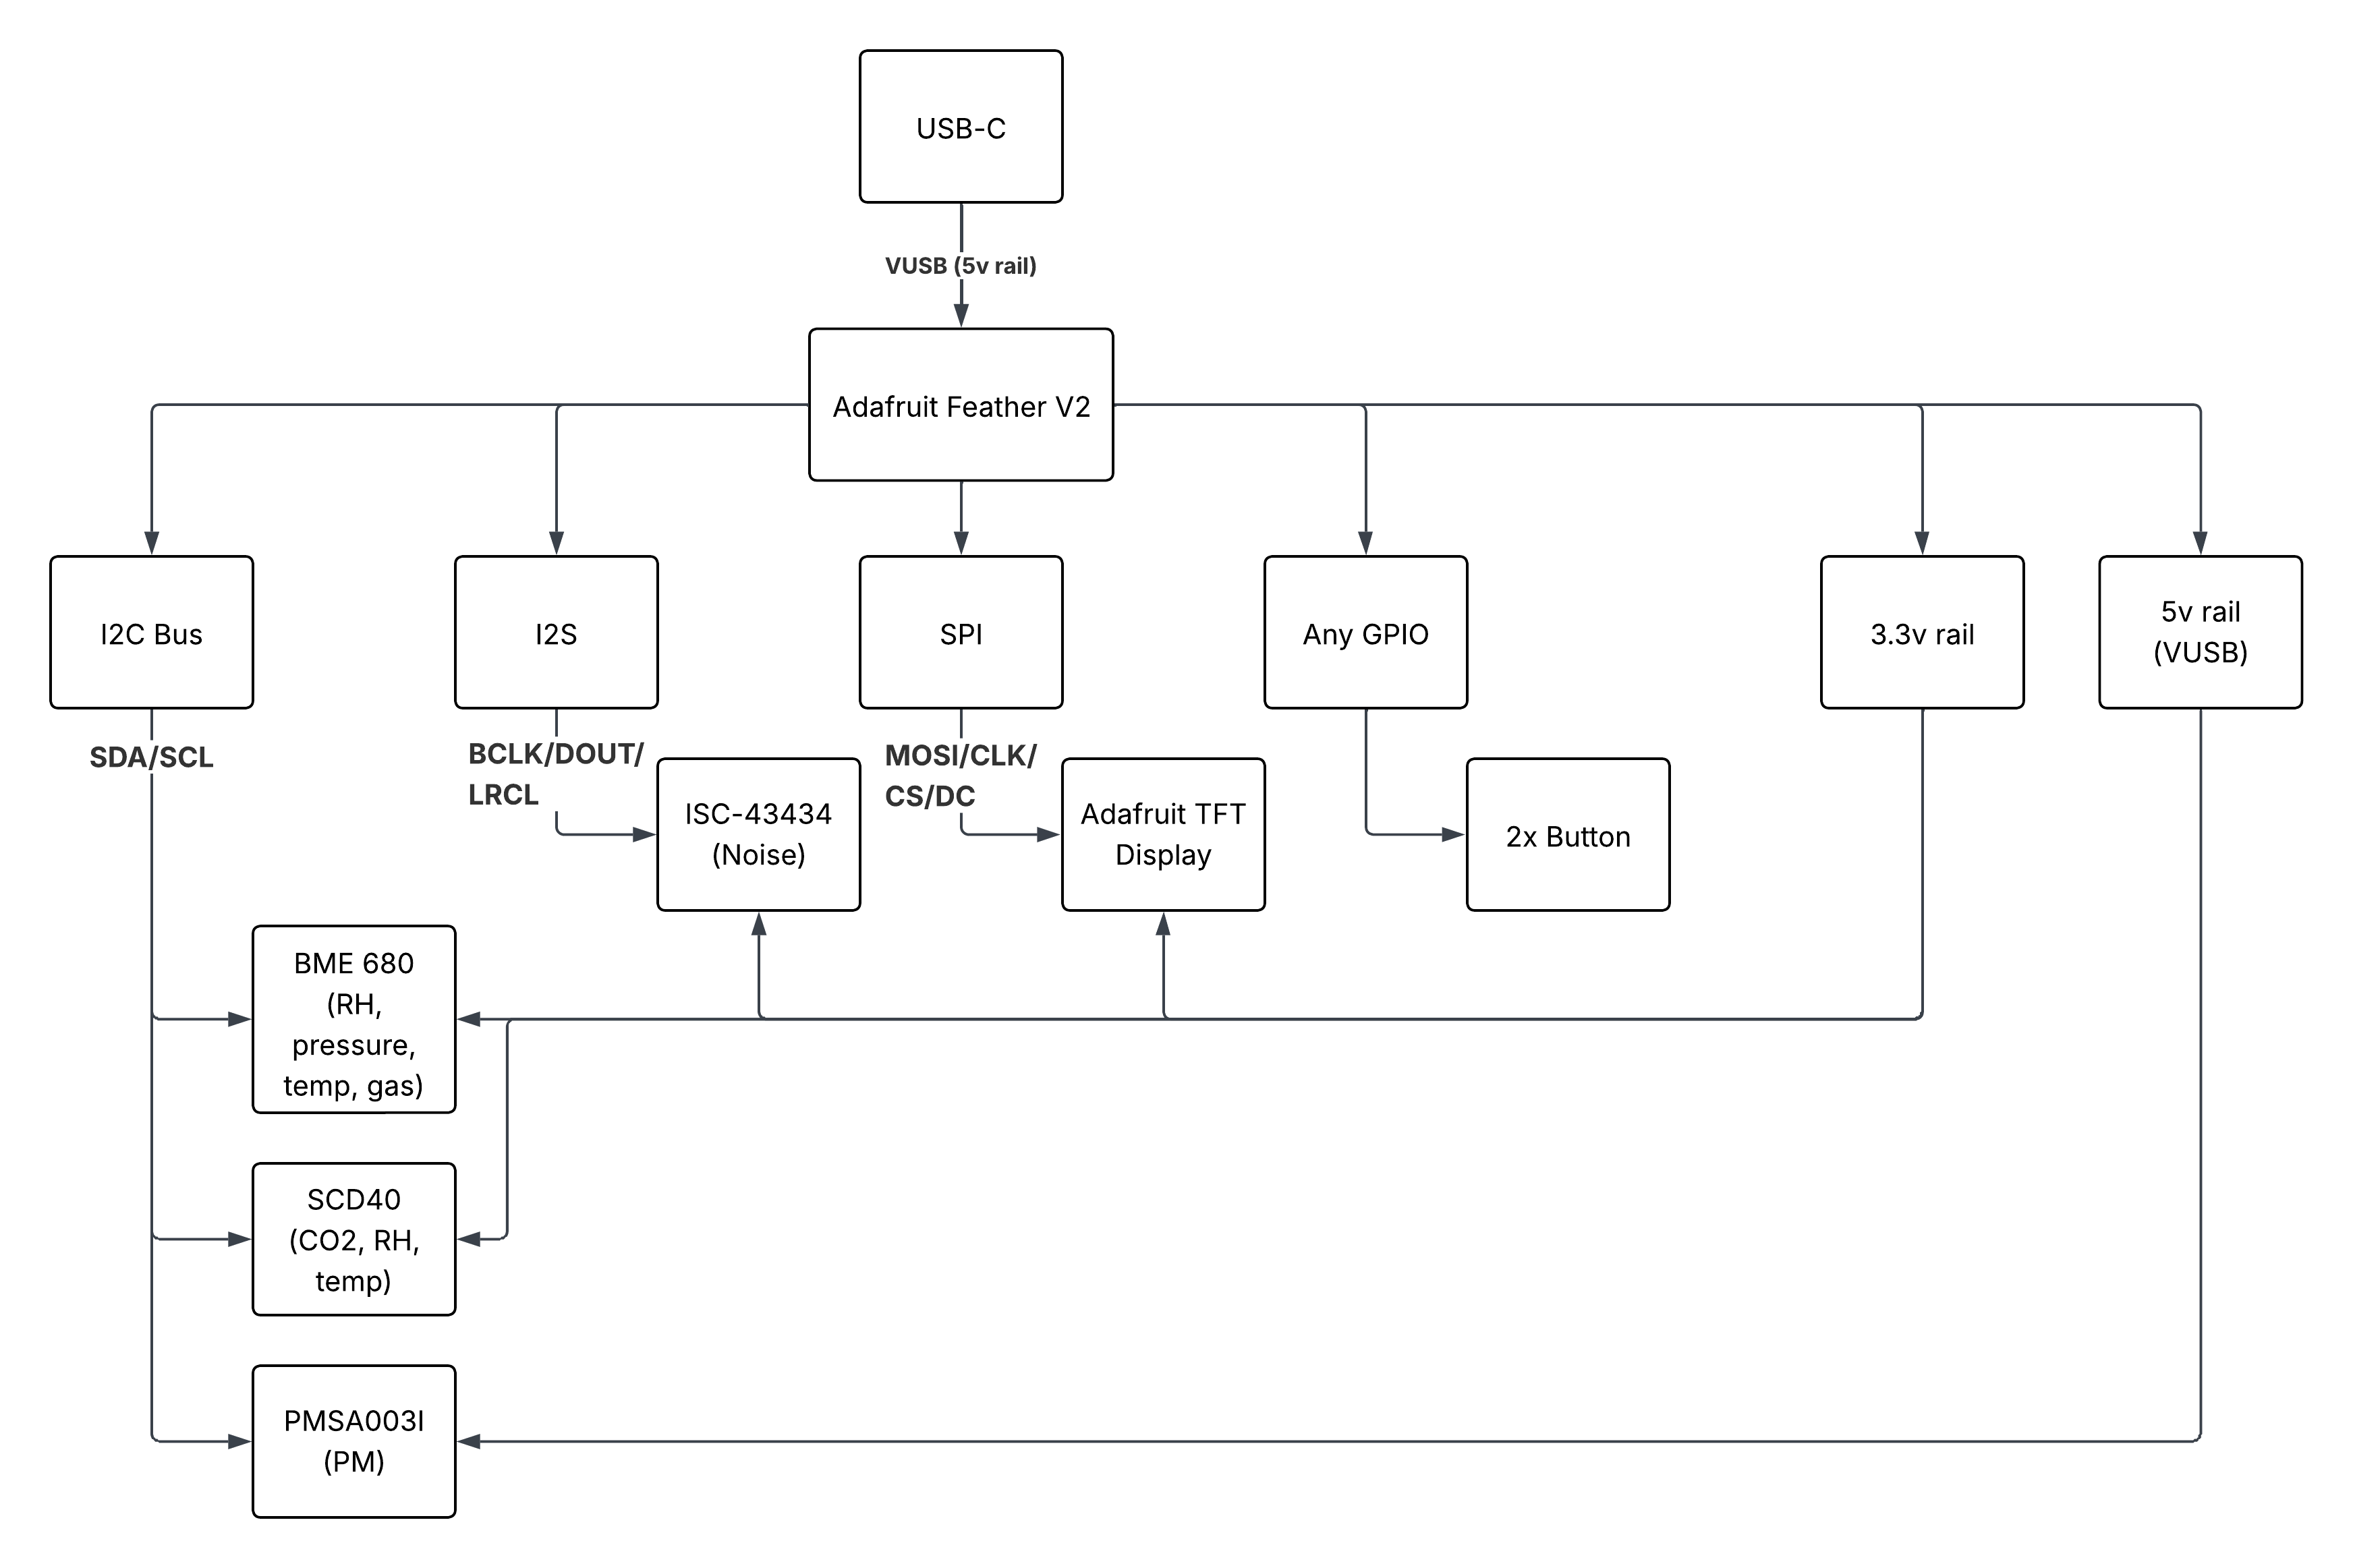 USB-C
VUSB (5v rail)
Adafruit Feather V2
I2C Bus
I2S
SPI
Any GPIO
3.3v rail
5v rail
(VUSB)
SDA/SCL
BCLK/DOUT/
LRCL
MOSI/CLK/
CS/DC
ISC-43434
(Noise)
Adafruit TFT
Display
2x Button
BME 680
(RH,
pressure,
temp, gas)
SCD40
(CO2, RH,
temp)
PMSA003I
(PM)